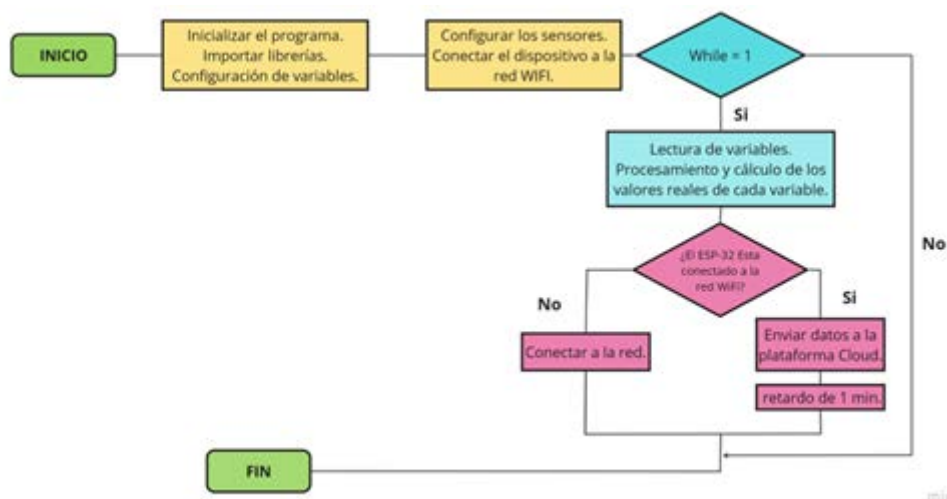 INICIO
Inicializar el programa.
Importar librerías.
Configuración de variables.
Configurar los sensores.
Conectar el dispositivo a la
red WIFI.
While = 1
Si
Lectura de variables.
Procesamiento y cálculo de los
valores reales de cada variable.
No
¿El ESP-32 Esta
conectado a la
red WiFi?
No
Si
Conectar a la red.
Enviar datos a la
plataforma Cloud.
retardo de 1 min.
FIN